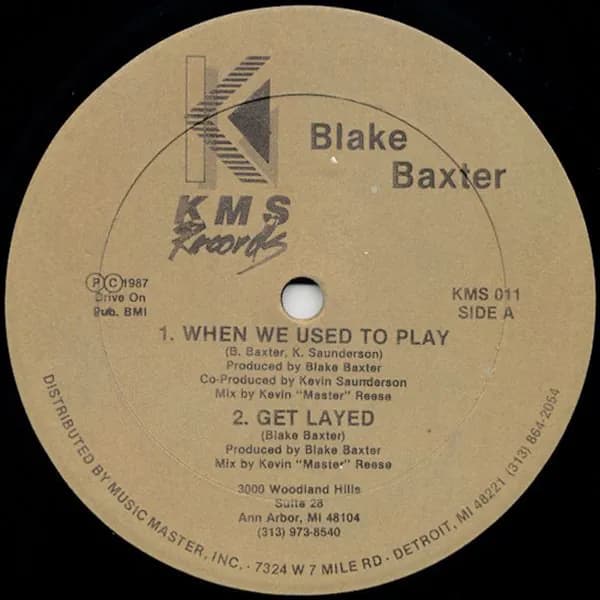 K
KMS
Records
Blake
Baxter
Ⓟ Ⓒ 1987
Drive On
Pub. BMI
KMS 011
SIDE A
1. WHEN WE USED TO PLAY
(B. Baxter, K. Saunderson)
Produced by Blake Baxter
Co-Produced by Kevin Saunderson
Mix by Kevin "Master" Reese
2. GET LAYED
(Blake Baxter)
Produced by Blake Baxter
Mix by Kevin "Master" Reese
3000 Woodland Hills
Suite 28
Ann Arbor, MI 48104
(313) 973-8540
DISTRIBUTED BY MUSIC MASTER, INC. · 7324 W 7 MILE RD - DETROIT, MI 48221 (313) 864-2054